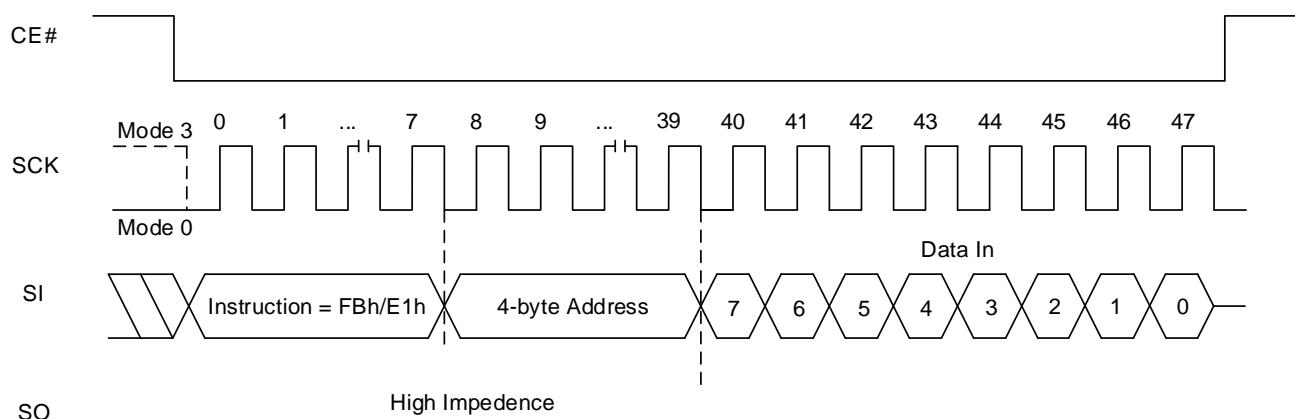 CE#
Mode 3 0 1 ... 7 8 9 ... 39 40 41 42 43 44 45 46 47
SCK
Mode 0
Data In
SI Instruction = FBh/E1h 4-byte Address 7 6 5 4 3 2 1 0
High Impedence
SO